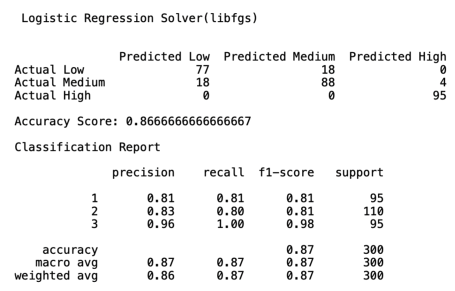 Logistic Regression Solver(libfgs)
Predicted Low Predicted Medium Predicted High
Actual Low 77 18 0
Actual Medium 18 88 4
Actual High 0 0 95
Accuracy Score: 0.8666666666666667
Classification Report
precision recall f1-score support
1 0.81 0.81 0.81 95
2 0.83 0.80 0.81 110
3 0.96 1.00 0.98 95
accuracy 0.87 300
macro avg 0.87 0.87 0.87 300
weighted avg 0.86 0.87 0.87 300